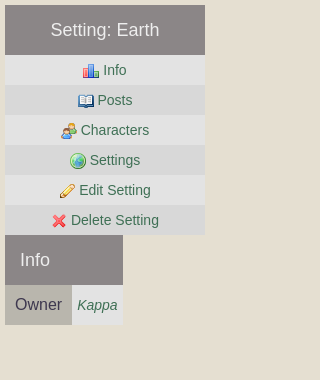 Setting: Earth
Info
Posts
Characters
Settings
Edit Setting
Delete Setting
Info
Owner Kappa